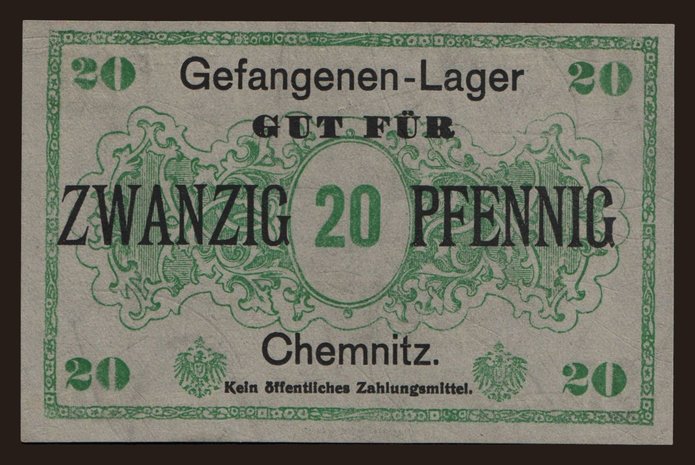 20 Gefangenen-Lager 20
GUT FÜR
ZWANZIG 20 PFENNIG
Chemnitz.
20 Kein öffentliches Zahlungsmittel. 20